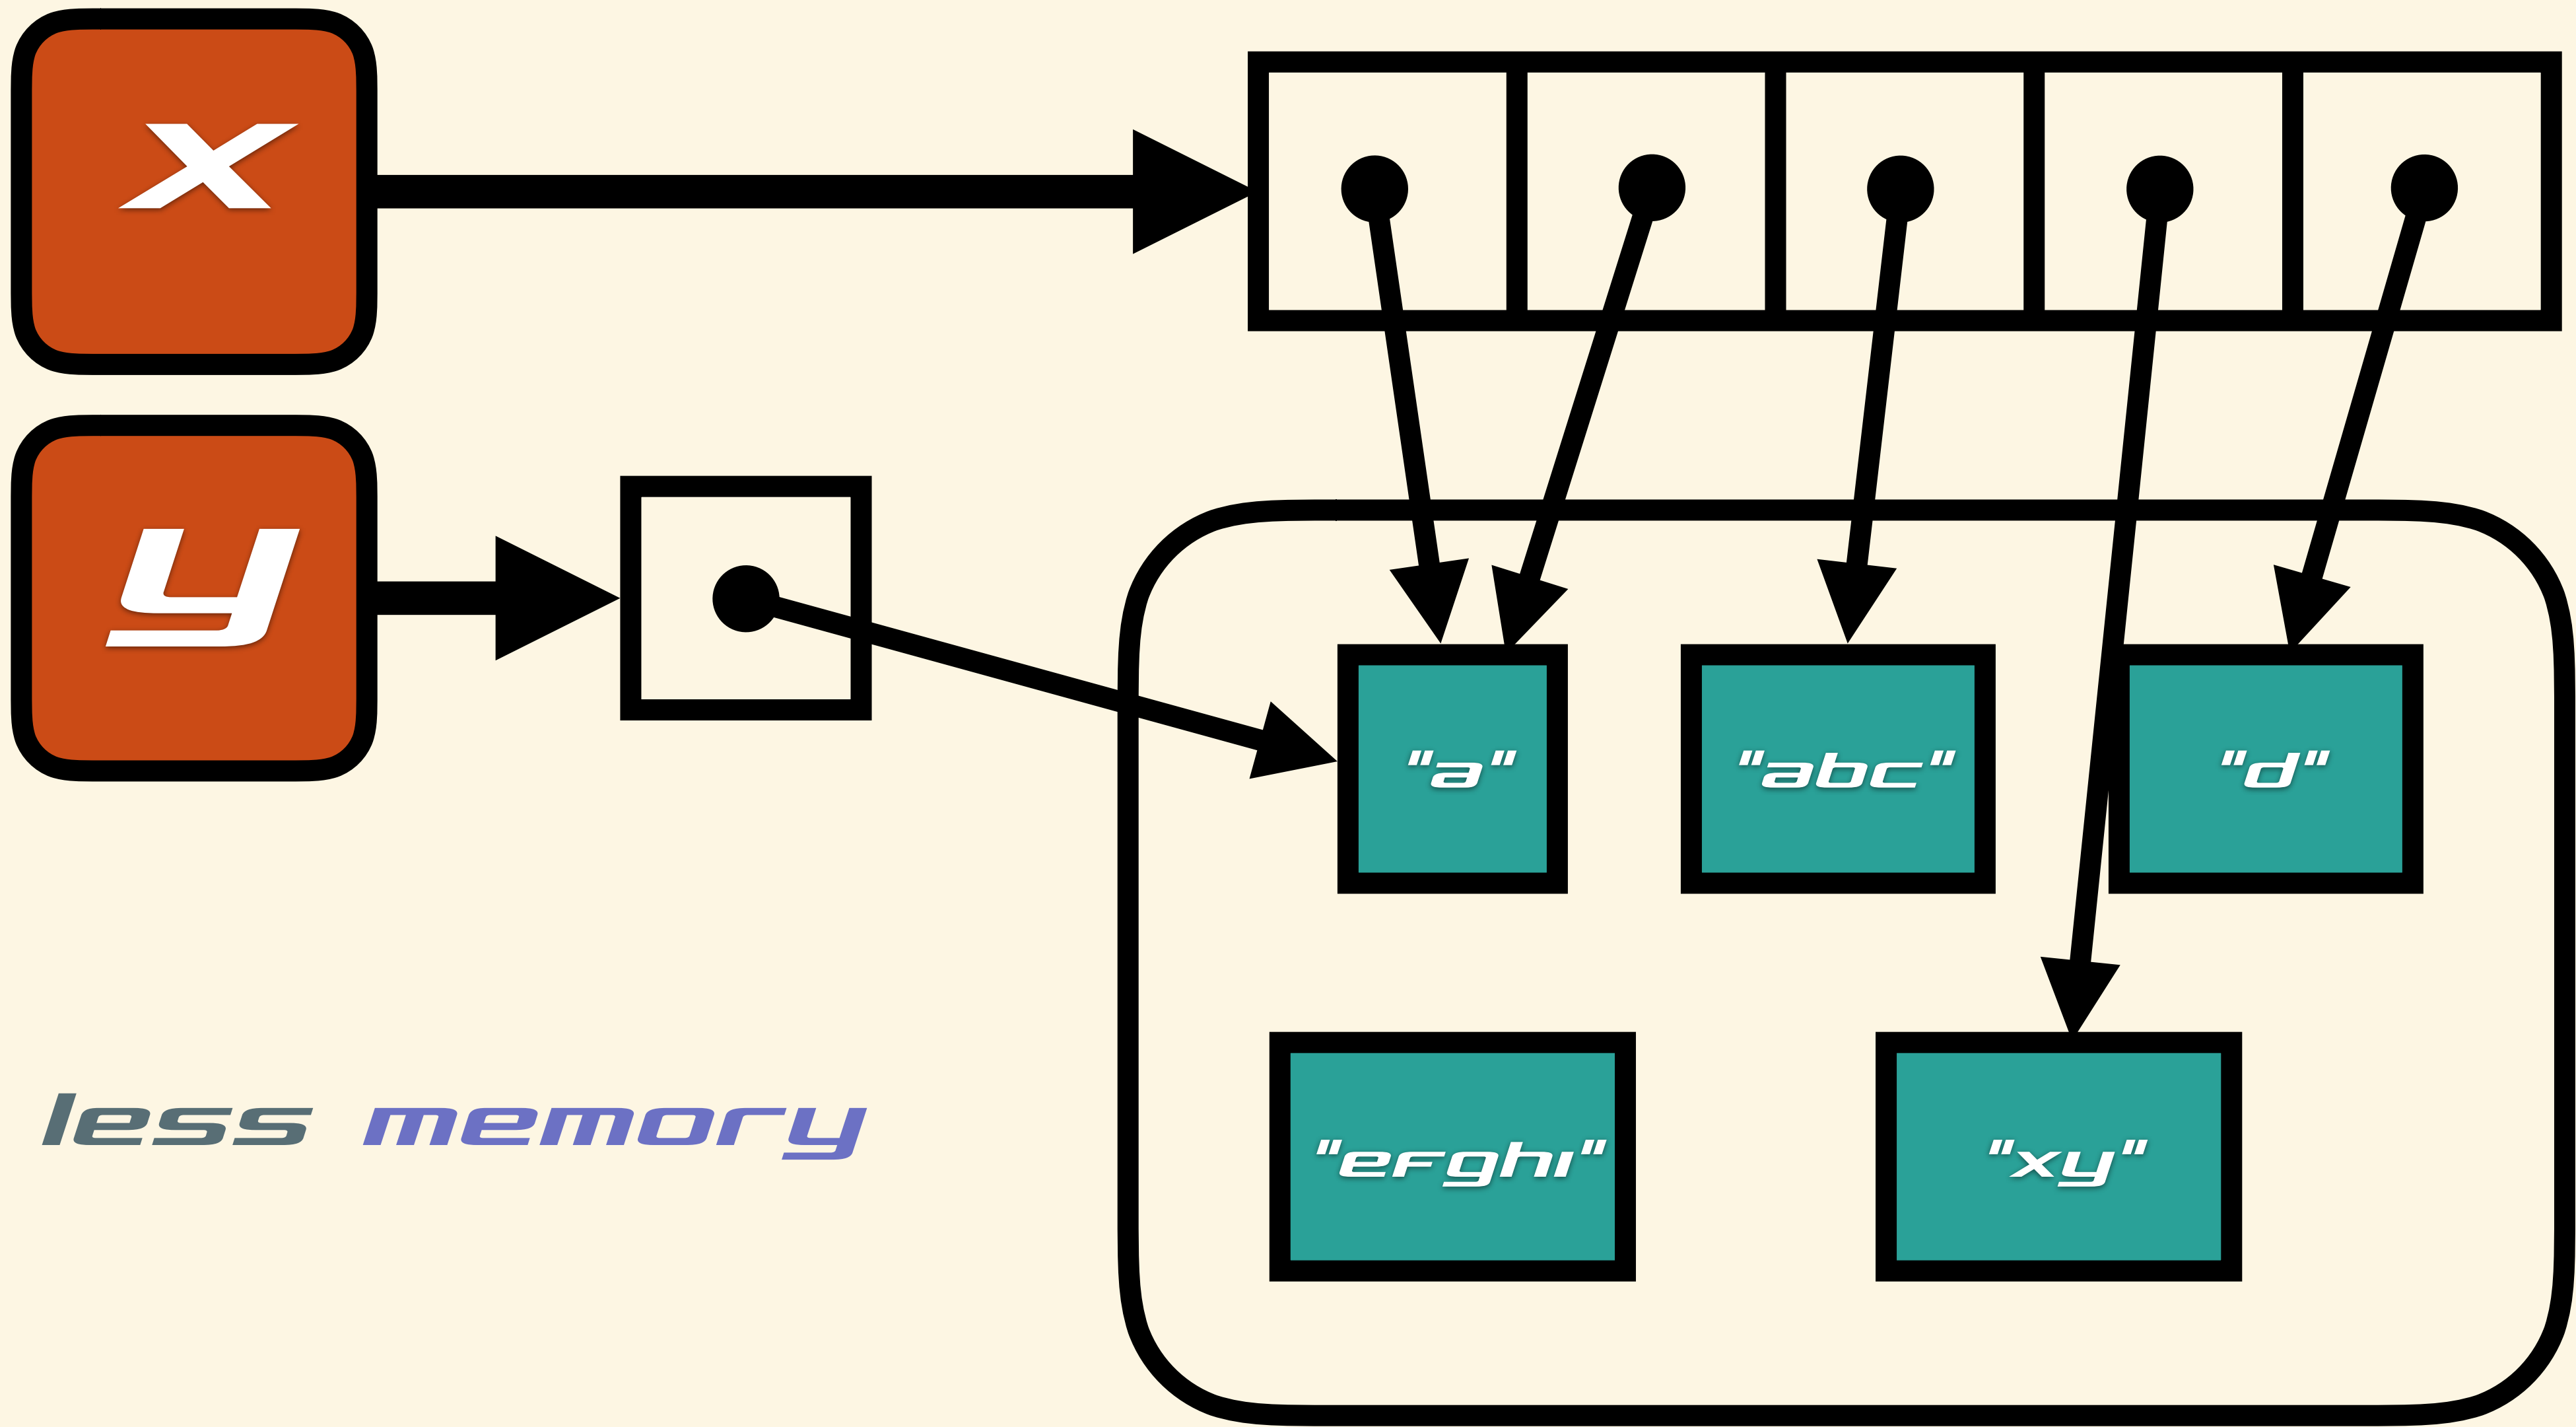 x
y
"a" "abc" "d"
less memory
"efghi" "xy"